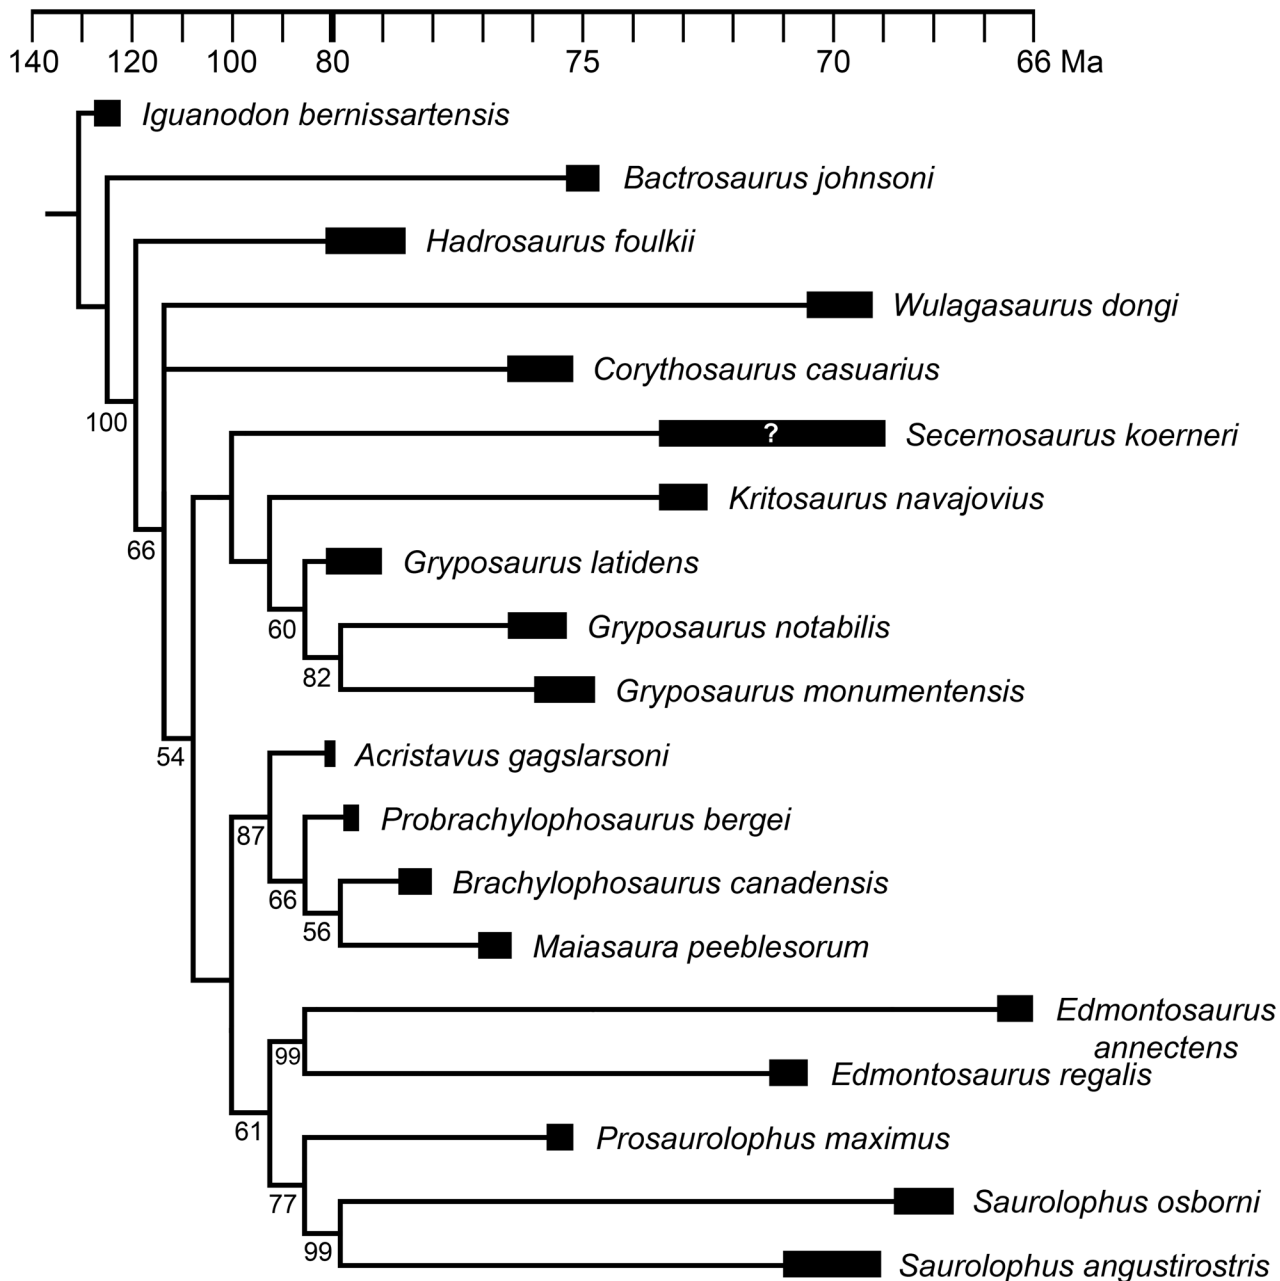 140 120 100 80 75 70 66 Ma
Iguanodon bernissartensis
Bactrosaurus johnsoni
Hadrosaurus foulkii
Wulagasaurus dongi
Corythosaurus casuarius
100
? Secernosaurus koerneri
Kritosaurus navajovius
66
Gryposaurus latidens
60
Gryposaurus notabilis
82
Gryposaurus monumentensis
54
Acristavus gagslarsoni
87
Probrachylophosaurus bergei
66
Brachylophosaurus canadensis
56
Maiasaura peeblesorum
Edmontosaurus
annectens
99
Edmontosaurus regalis
61
Prosaurolophus maximus
77
Saurolophus osborni
99
Saurolophus angustirostris